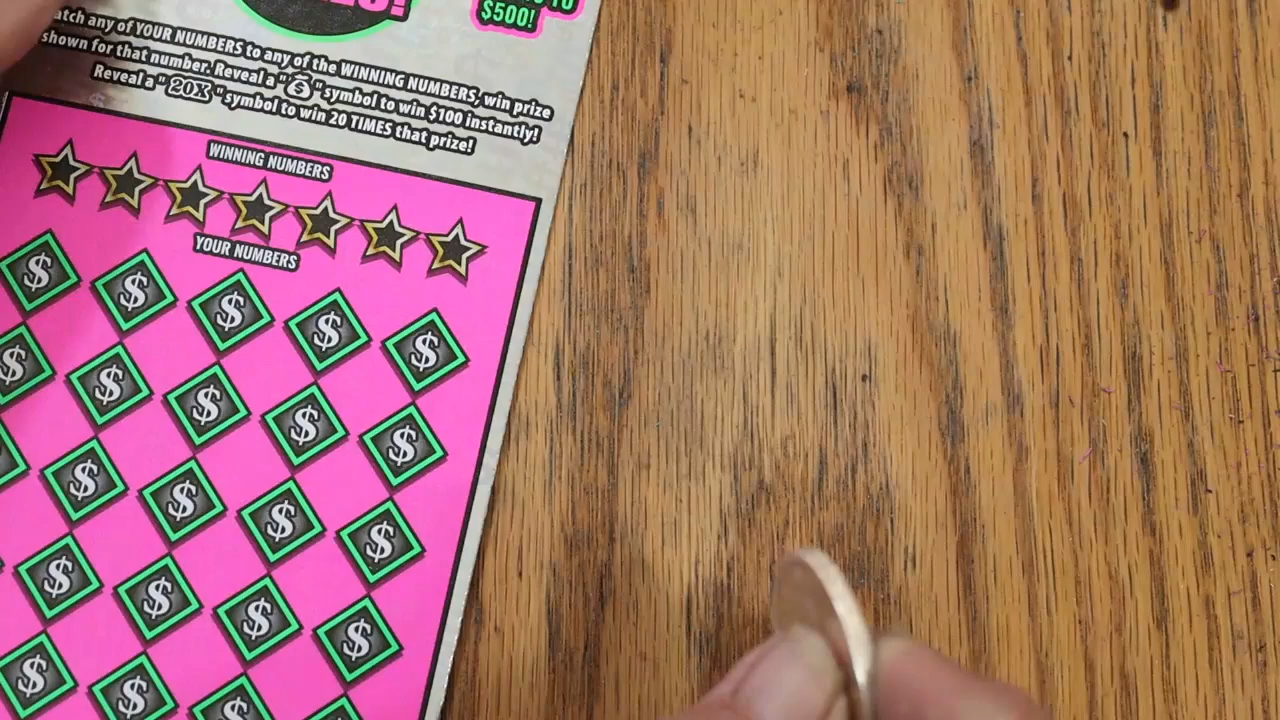 $500!
any of YOUR NUMBERS to any of the WINNING NUMBERS, win prize
shown for that number. Reveal a " $ " symbol to win $100 instantly!
Reveal a " 20X " symbol to win 20 TIMES that prize!
WINNING NUMBERS
YOUR NUMBERS
$ $ $ $ $
$ $ $ $ $
$ $ $ $
$ $ $ $
$ $ $ $